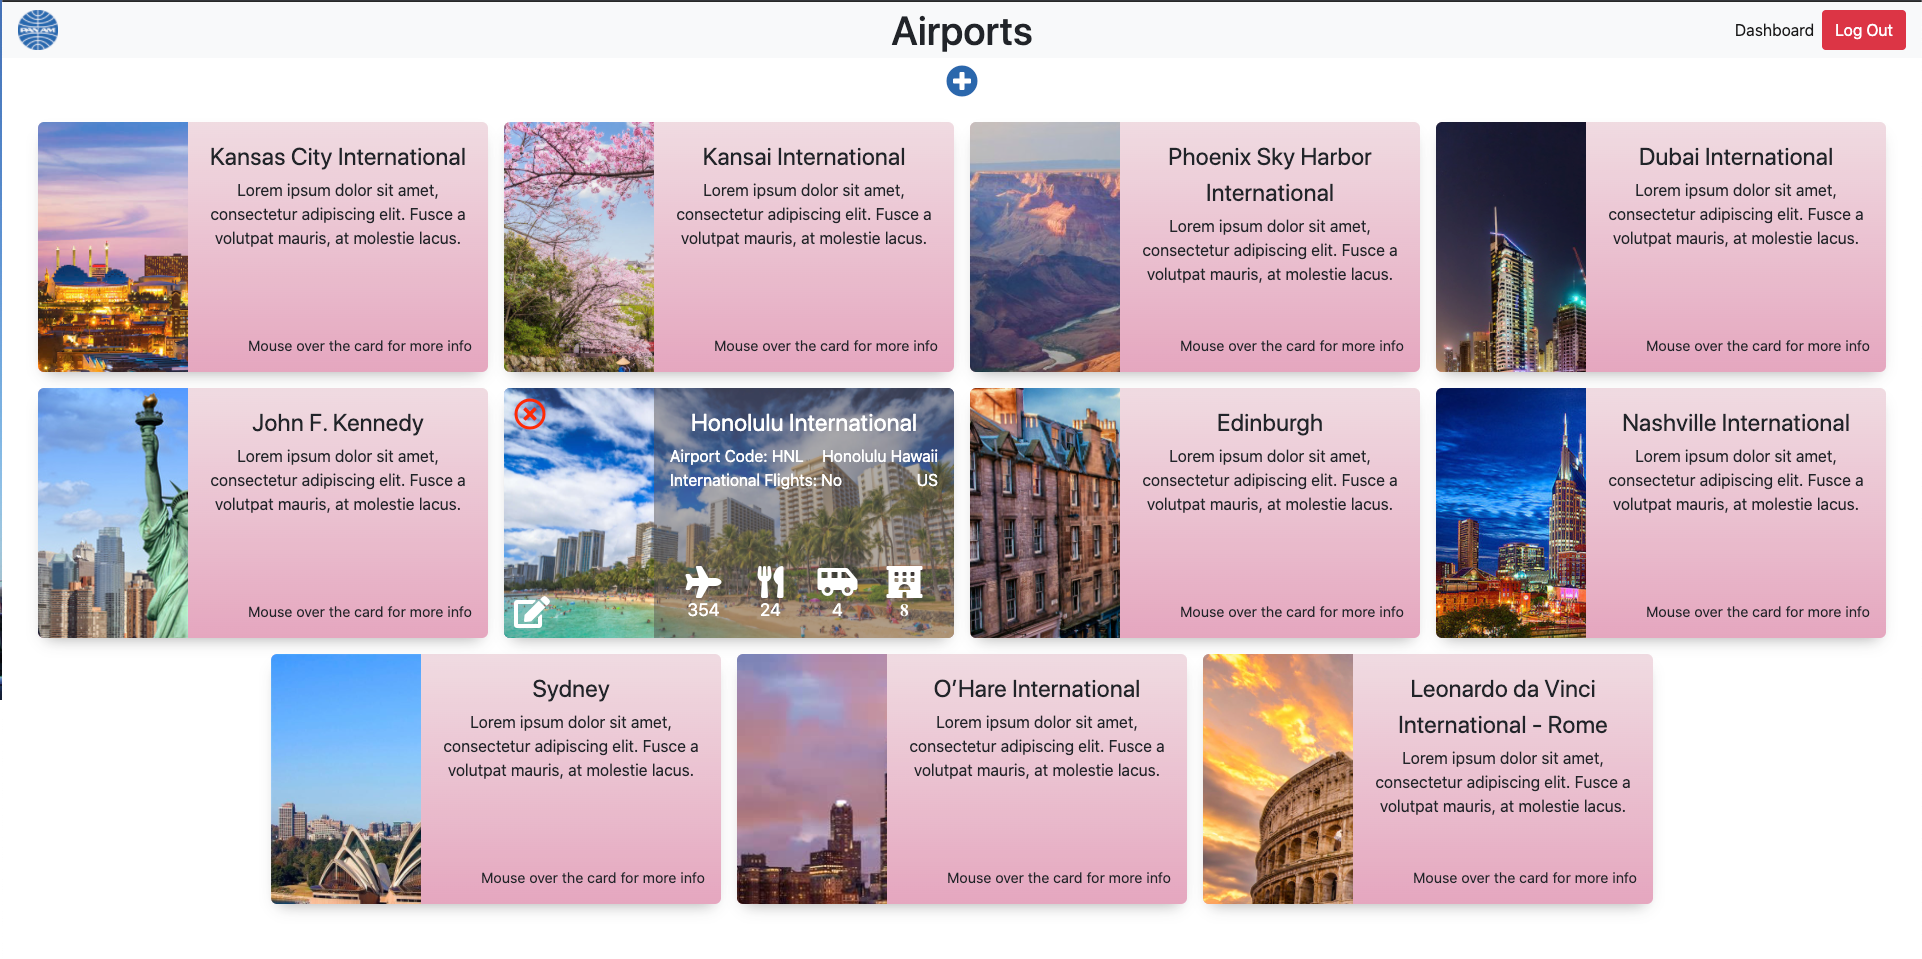 PAN AM
Airports
Dashboard
Log Out
Kansas City International
Lorem ipsum dolor sit amet,
consectetur adipiscing elit. Fusce a
volutpat mauris, at molestie lacus.
Mouse over the card for more info
Kansai International
Lorem ipsum dolor sit amet,
consectetur adipiscing elit. Fusce a
volutpat mauris, at molestie lacus.
Mouse over the card for more info
Phoenix Sky Harbor
International
Lorem ipsum dolor sit amet,
consectetur adipiscing elit. Fusce a
volutpat mauris, at molestie lacus.
Mouse over the card for more info
Dubai International
Lorem ipsum dolor sit amet,
consectetur adipiscing elit. Fusce a
volutpat mauris, at molestie lacus.
Mouse over the card for more info
John F. Kennedy
Lorem ipsum dolor sit amet,
consectetur adipiscing elit. Fusce a
volutpat mauris, at molestie lacus.
Mouse over the card for more info
Honolulu International
Airport Code: HNL Honolulu Hawaii
International Flights: No US
354 24 4 8
Edinburgh
Lorem ipsum dolor sit amet,
consectetur adipiscing elit. Fusce a
volutpat mauris, at molestie lacus.
Mouse over the card for more info
Nashville International
Lorem ipsum dolor sit amet,
consectetur adipiscing elit. Fusce a
volutpat mauris, at molestie lacus.
Mouse over the card for more info
Sydney
Lorem ipsum dolor sit amet,
consectetur adipiscing elit. Fusce a
volutpat mauris, at molestie lacus.
Mouse over the card for more info
O’Hare International
Lorem ipsum dolor sit amet,
consectetur adipiscing elit. Fusce a
volutpat mauris, at molestie lacus.
Mouse over the card for more info
Leonardo da Vinci
International - Rome
Lorem ipsum dolor sit amet,
consectetur adipiscing elit. Fusce a
volutpat mauris, at molestie lacus.
Mouse over the card for more info